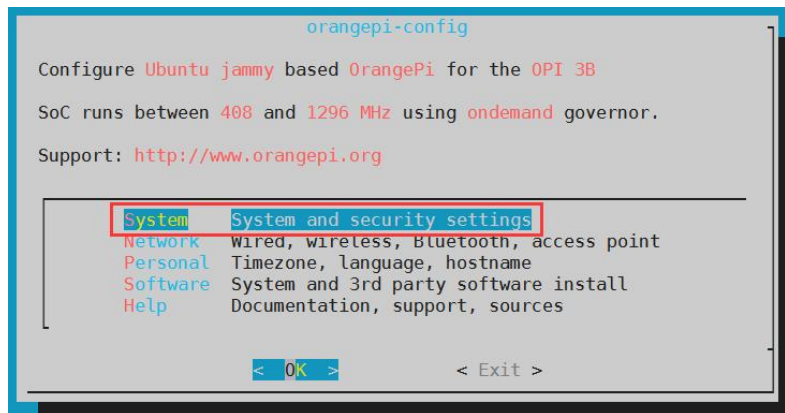 orangepi-config
Configure Ubuntu jammy based OrangePi for the OPI 3B
SoC runs between 408 and 1296 MHz using ondemand governor.
Support: http://www.orangepi.org
System System and security settings
Network Wired, wireless, Bluetooth, access point
Personal Timezone, language, hostname
Software System and 3rd party software install
Help Documentation, support, sources
< OK > < Exit >